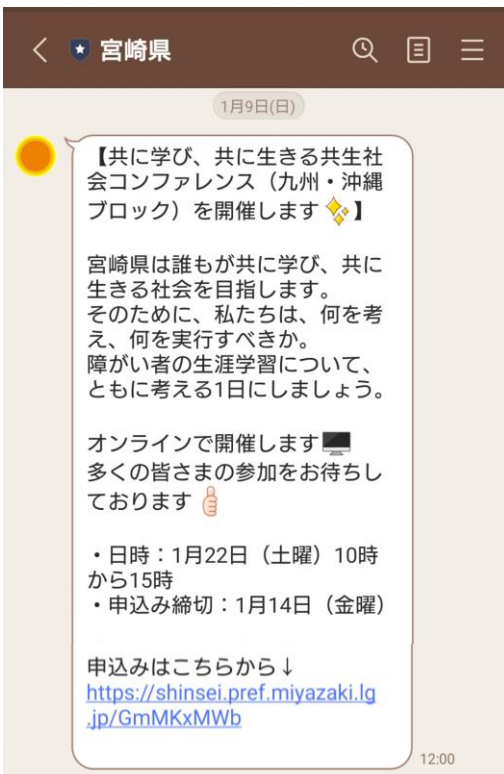 宮崎県
1月9日(日)
【共に学び、共に生きる共生社
会コンファレンス（九州・沖縄
ブロック）を開催します✨】
宮崎県は誰もが共に学び、共に
生きる社会を目指します。
そのために、私たちは、何を考
え、何を実行すべきか。
障がい者の生涯学習について、
ともに考える1日にしましょう。
オンラインで開催します🖥️
多くの皆さまの参加をお待ちし
ております👍
・日時：1月22日（土曜）10時
から15時
・申込み締切：1月14日（金曜）
申込みはこちらから↓
https://shinsei.pref.miyazaki.lg
.jp/GmMKxMWb
12:00